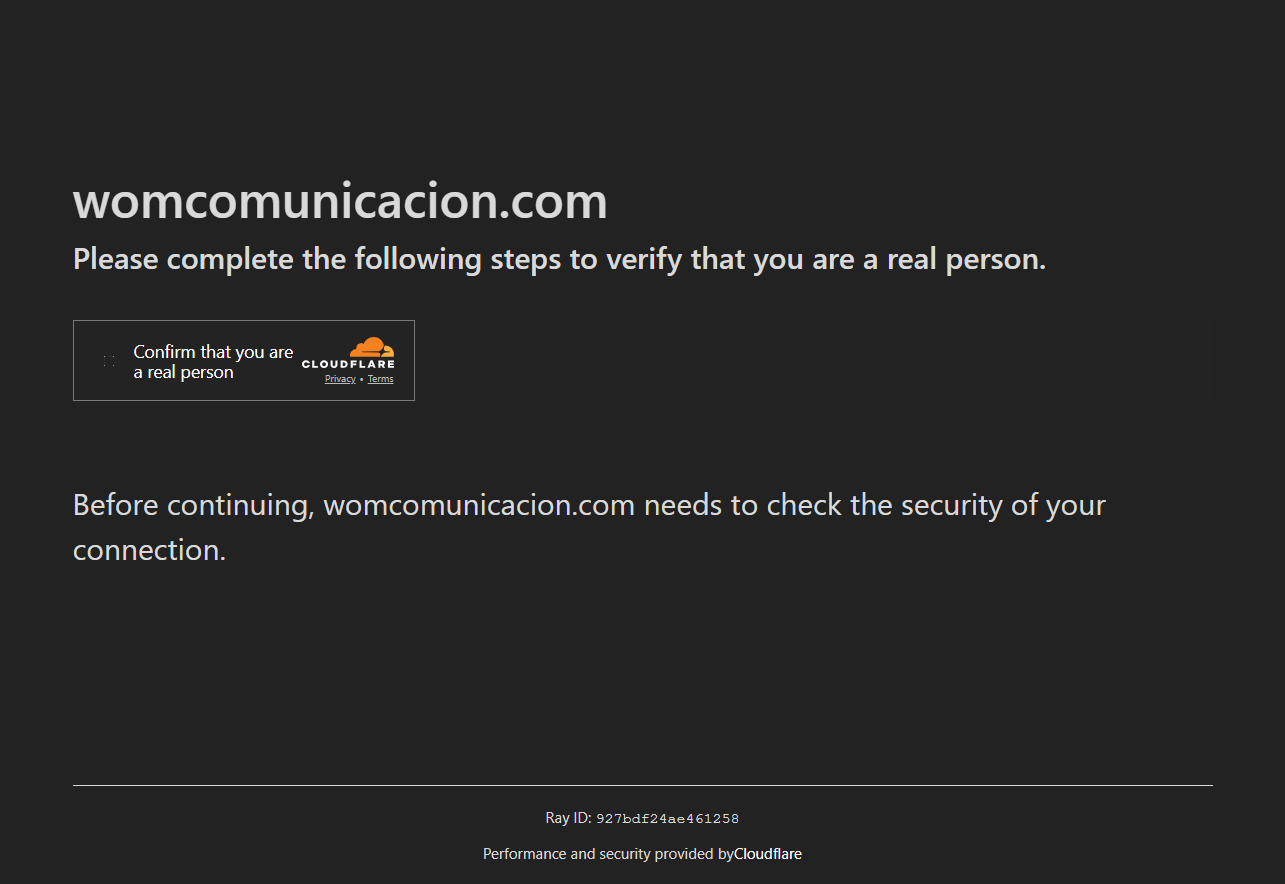 womcomunicacion.com
Please complete the following steps to verify that you are a real person.
Confirm that you are
a real person
CLOUDFLARE
Privacy • Terms
Before continuing, womcomunicacion.com needs to check the security of your
connection.
Ray ID: 927bdf24ae461258
Performance and security provided byCloudflare